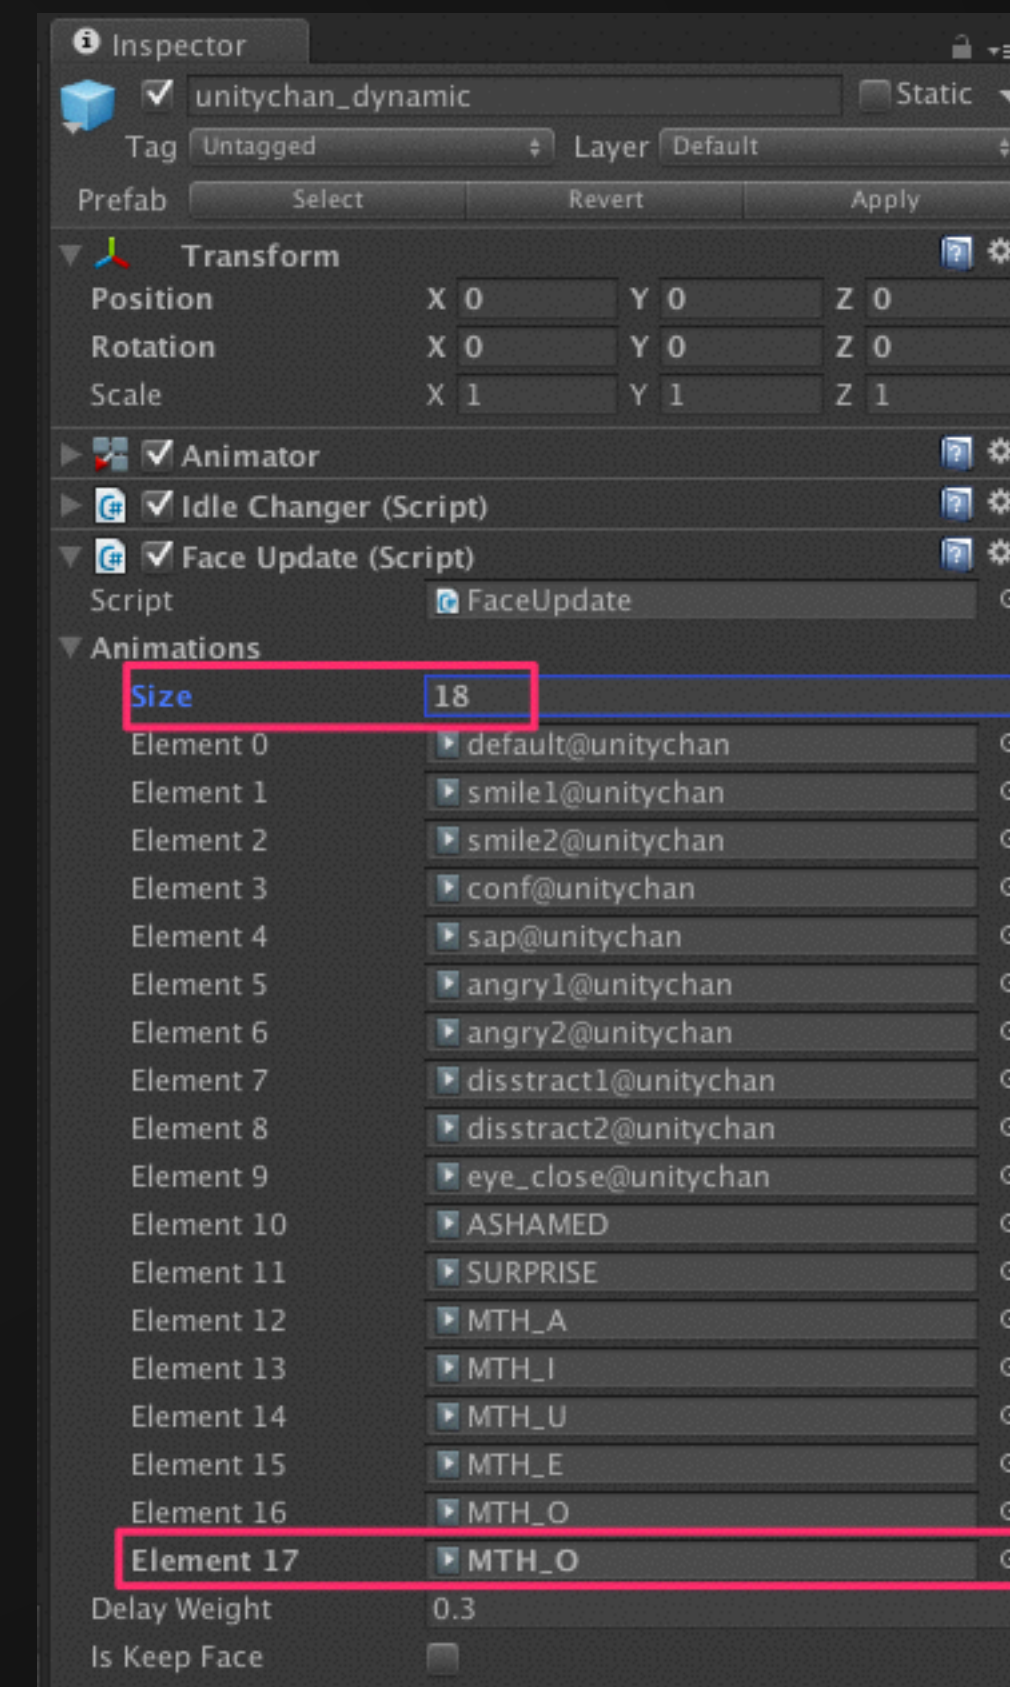 Inspector
unitychan_dynamic Static
Tag Untagged Layer Default
Prefab Select Revert Apply
Transform
Position X 0 Y 0 Z 0
Rotation X 0 Y 0 Z 0
Scale X 1 Y 1 Z 1
Animator
Idle Changer (Script)
Face Update (Script)
Script FaceUpdate
Animations
Size 18
Element 0 default@unitychan
Element 1 smile1@unitychan
Element 2 smile2@unitychan
Element 3 conf@unitychan
Element 4 sap@unitychan
Element 5 angry1@unitychan
Element 6 angry2@unitychan
Element 7 disstract1@unitychan
Element 8 disstract2@unitychan
Element 9 eye_close@unitychan
Element 10 ASHAMED
Element 11 SURPRISE
Element 12 MTH_A
Element 13 MTH_I
Element 14 MTH_U
Element 15 MTH_E
Element 16 MTH_O
Element 17 MTH_O
Delay Weight 0.3
Is Keep Face